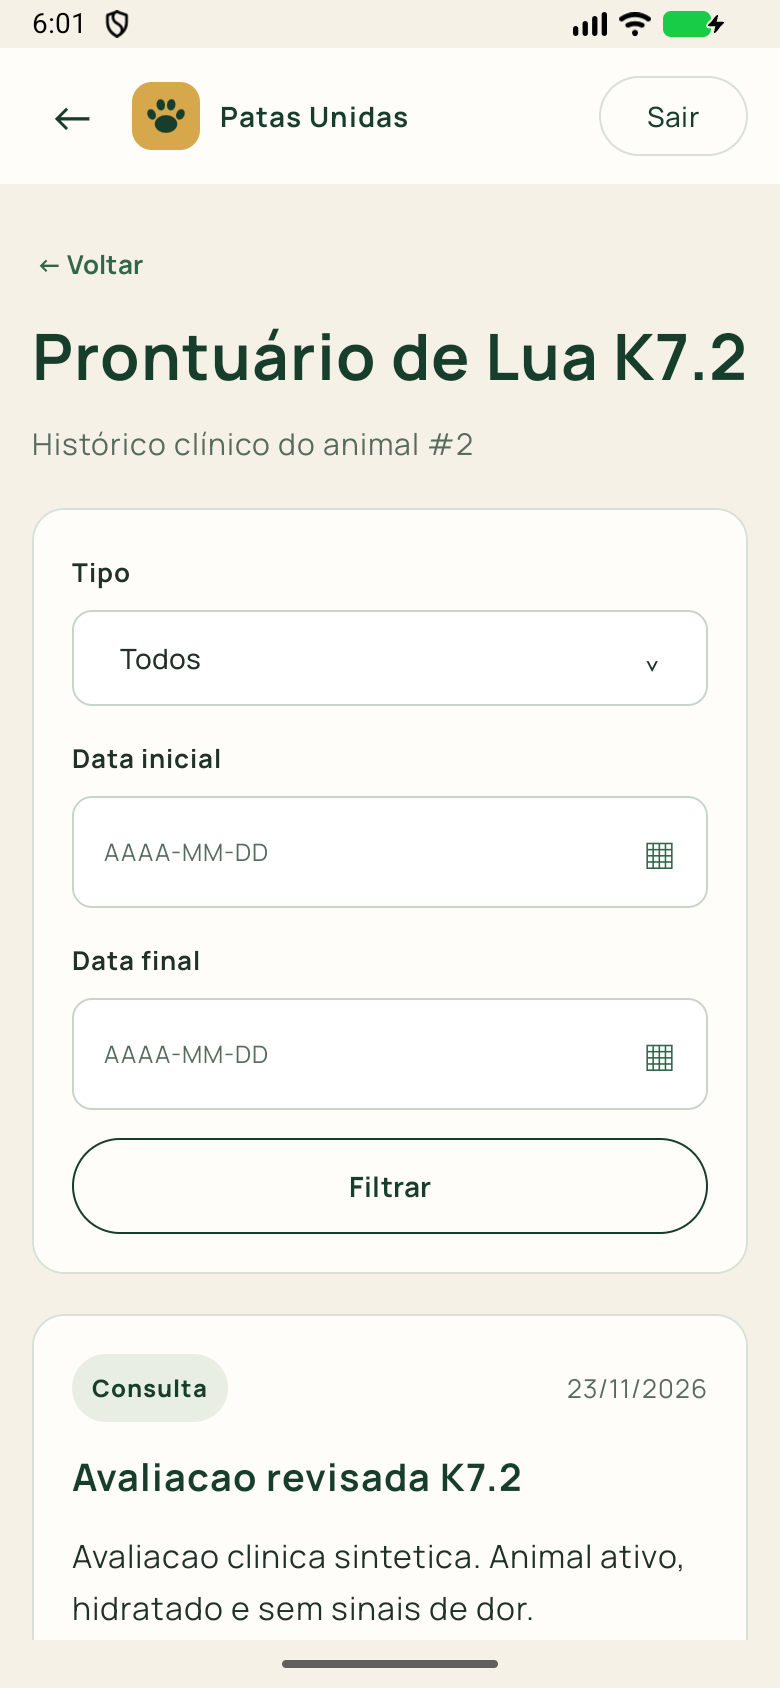 6:01
Patas Unidas
Sair
← Voltar
Prontuário de Lua K7.2
Histórico clínico do animal #2
Tipo
Todos
Data inicial
AAAA-MM-DD
Data final
AAAA-MM-DD
Filtrar
Consulta
23/11/2026
Avaliacao revisada K7.2
Avaliacao clinica sintetica. Animal ativo,
hidratado e sem sinais de dor.